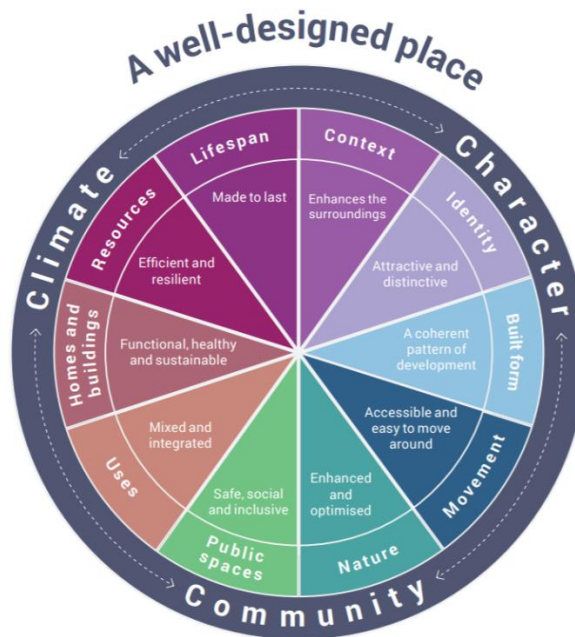 A well-designed place
Climate
Character
Community
Context
Enhances the
surroundings
Identity
Attractive and
distinctive
Built form
A coherent
pattern of
development
Movement
Accessible and
easy to move
around
Nature
Enhanced
and
optimised
Public
spaces
Safe, social
and inclusive
Uses
Mixed and
integrated
Homes and
buildings
Functional, healthy
and sustainable
Resources
Efficient and
resilient
Lifespan
Made to last